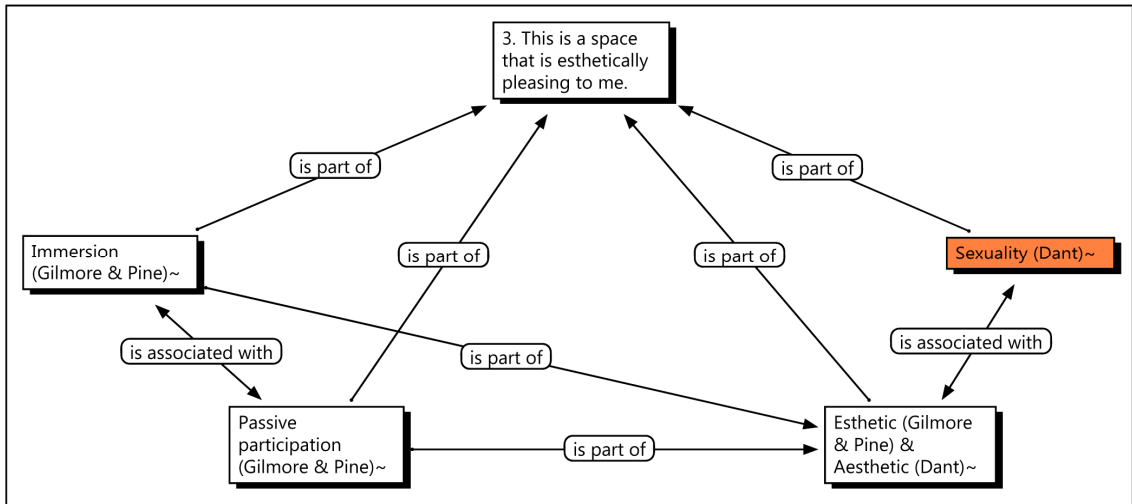 3. This is a space
that is esthetically
pleasing to me.
is part of
is part of
Immersion
(Gilmore & Pine)~
is part of
is part of
Sexuality (Dant)~
is associated with
is part of
is associated with
Passive
participation
(Gilmore & Pine)~
is part of
Esthetic (Gilmore
& Pine) &
Aesthetic (Dant)~